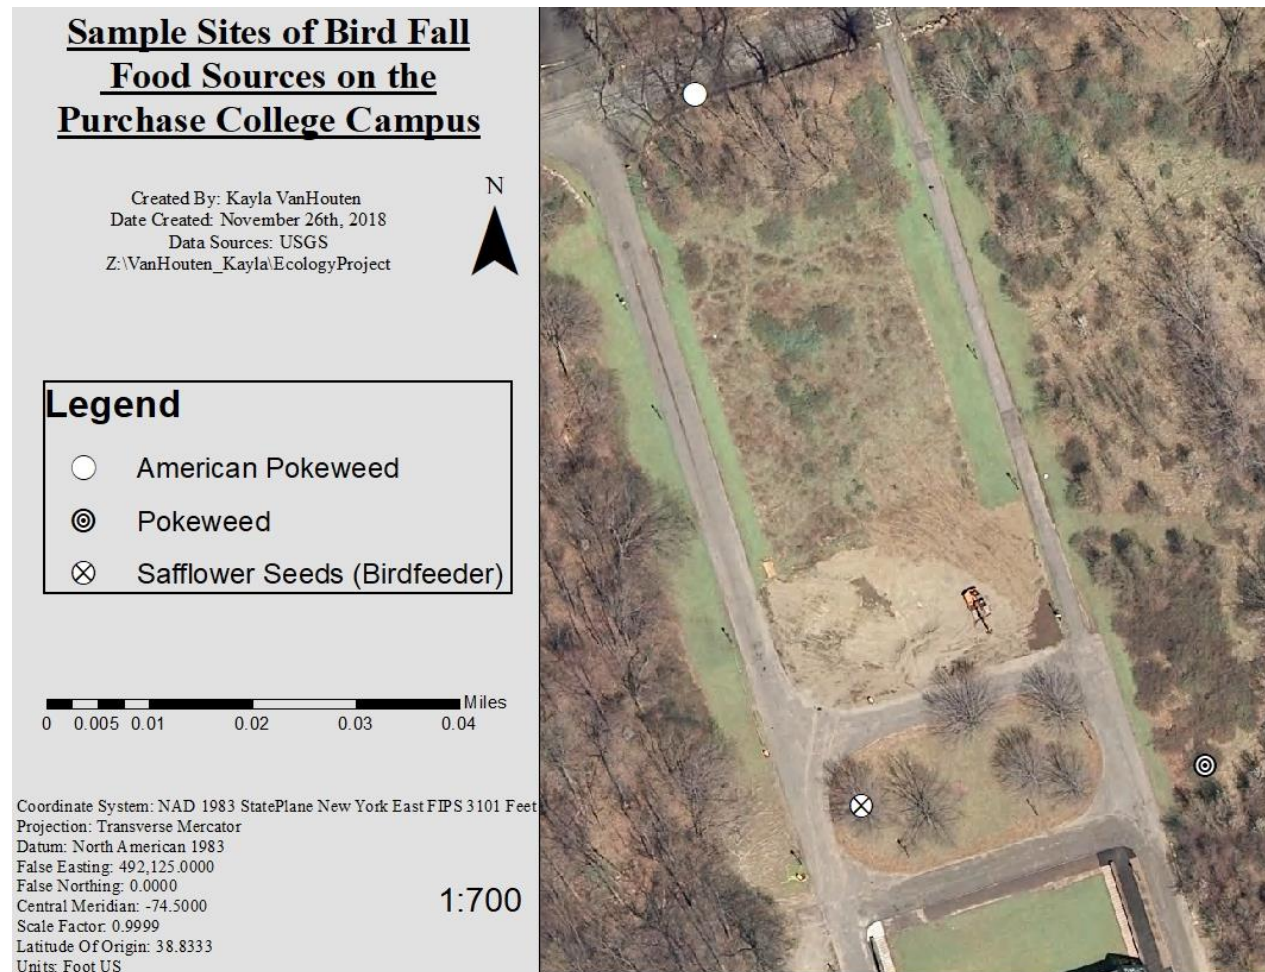 Sample Sites of Bird Fall
Food Sources on the
Purchase College Campus
Created By: Kayla VanHouten
Date Created: November 26th, 2018
Data Sources: USGS
Z:\VanHouten_Kayla\EcologyProject
N
Legend
American Pokeweed
Pokeweed
Safflower Seeds (Birdfeeder)
Miles
0 0.005 0.01 0.02 0.03 0.04
Coordinate System: NAD 1983 StatePlane New York East FIPS 3101 Feet
Projection: Transverse Mercator
Datum: North American 1983
False Easting: 492,125.0000
False Northing: 0.0000
Central Meridian: -74.5000
Scale Factor: 0.9999
Latitude Of Origin: 38.8333
Units: Foot US
1:700